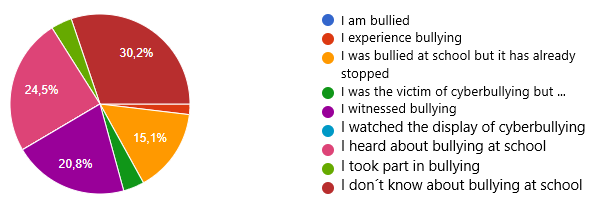 30,2%
24,5%
15,1%
20,8%
I am bullied
I experience bullying
I was bullied at school but it has already
stopped
I was the victim of cyberbullying but ...
I witnessed bullying
I watched the display of cyberbullying
I heard about bullying at school
I took part in bullying
I don´t know about bullying at school